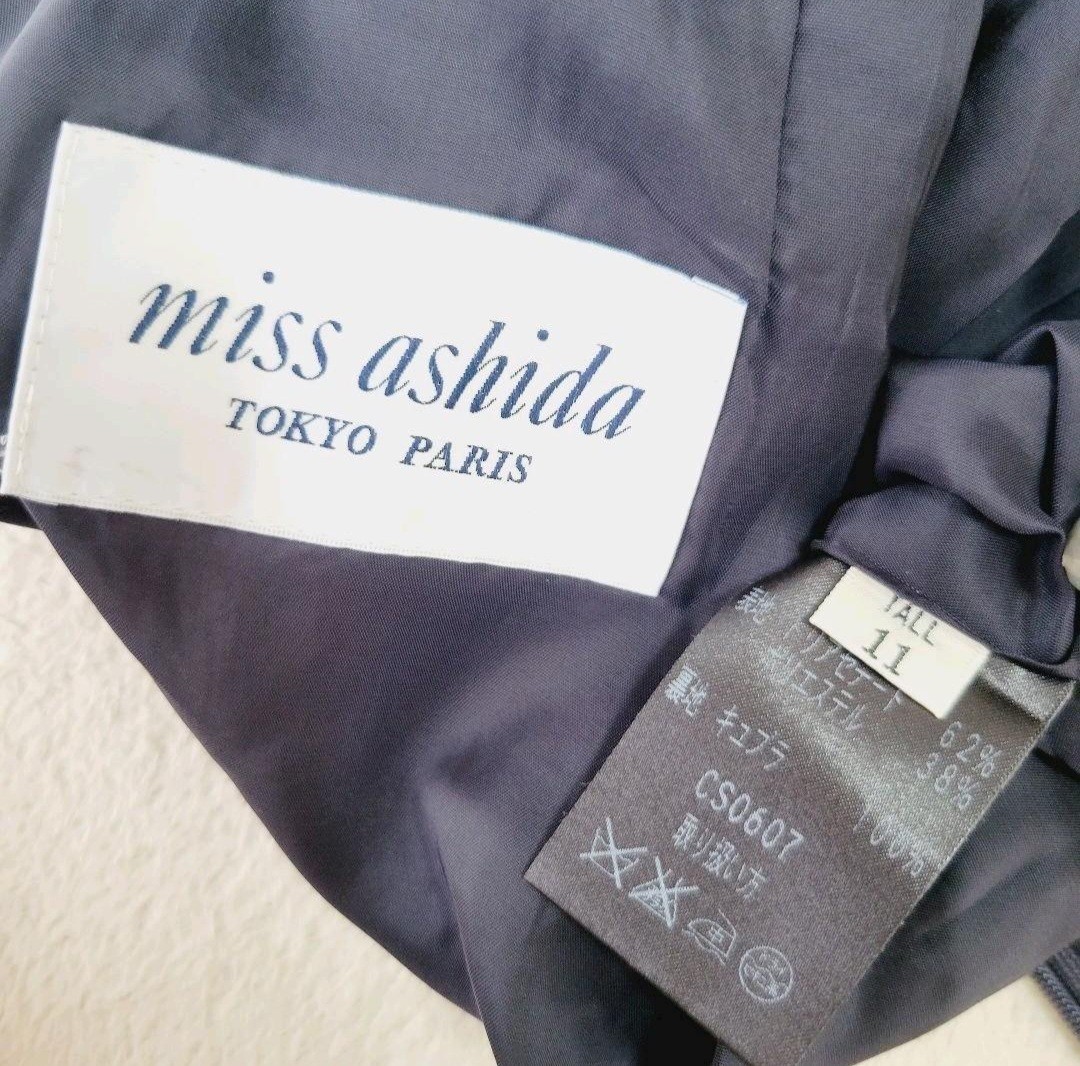 miss ashida
TOKYO PARIS
TALL
11
表地 トリアセテート 62%
ポリエステル 38%
裏地 キュプラ 100%
CS0607
取り扱い方